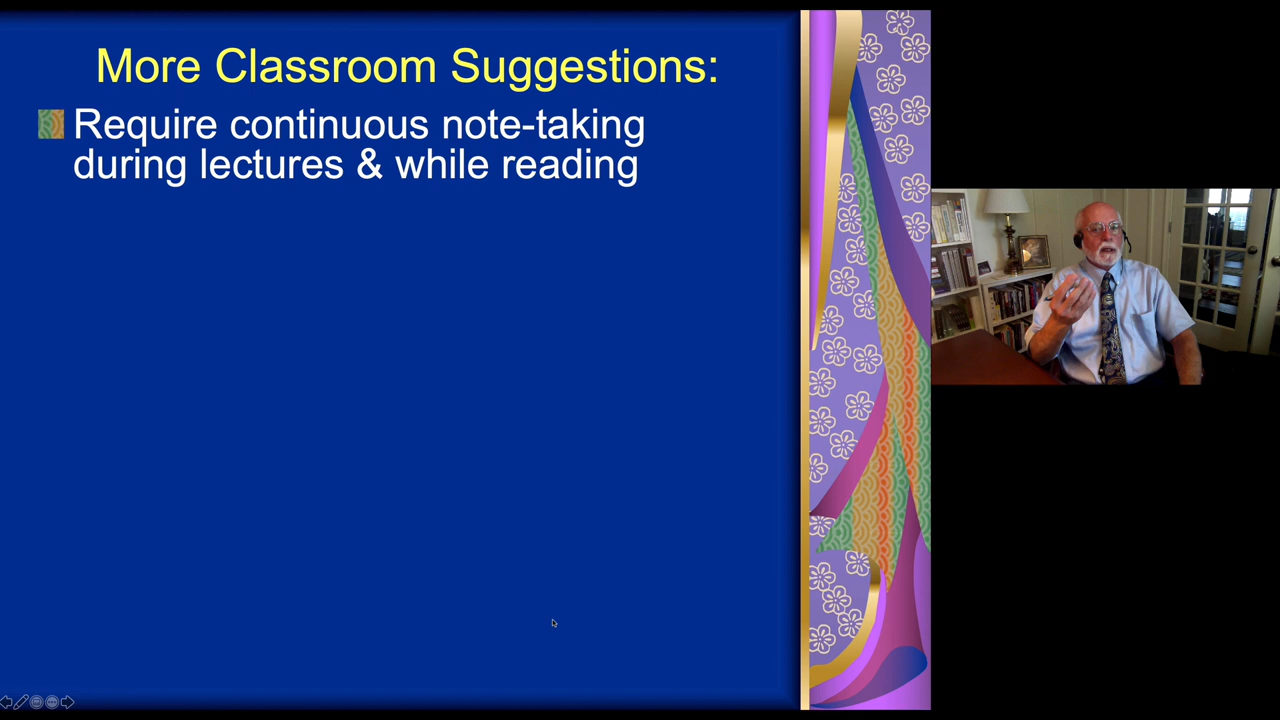 More Classroom Suggestions:
Require continuous note-taking
during lectures & while reading